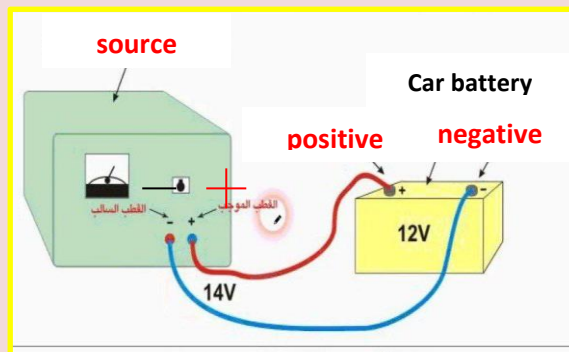 source
Car battery
positive
negative
القطب السالب
القطب الموجب
- +
+
-
12V
14V